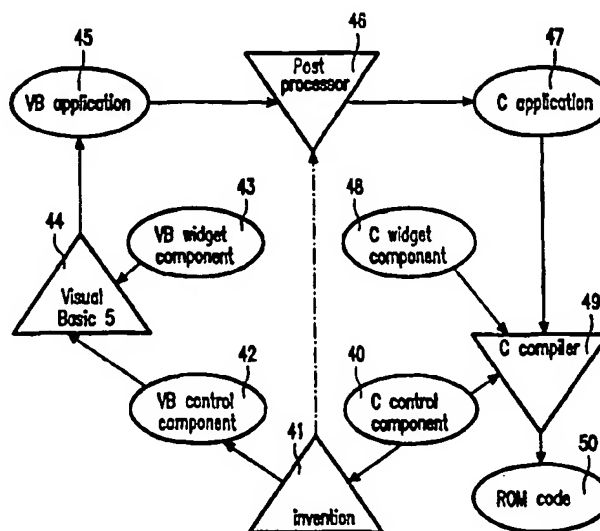 45
46
47
VB application
Post
processor
C application
43
48
44
VB widget
component
C widget
component
49
Visual
Basic 5
C compiler
42
40
VB control
component
C control
component
41
50
invention
ROM code